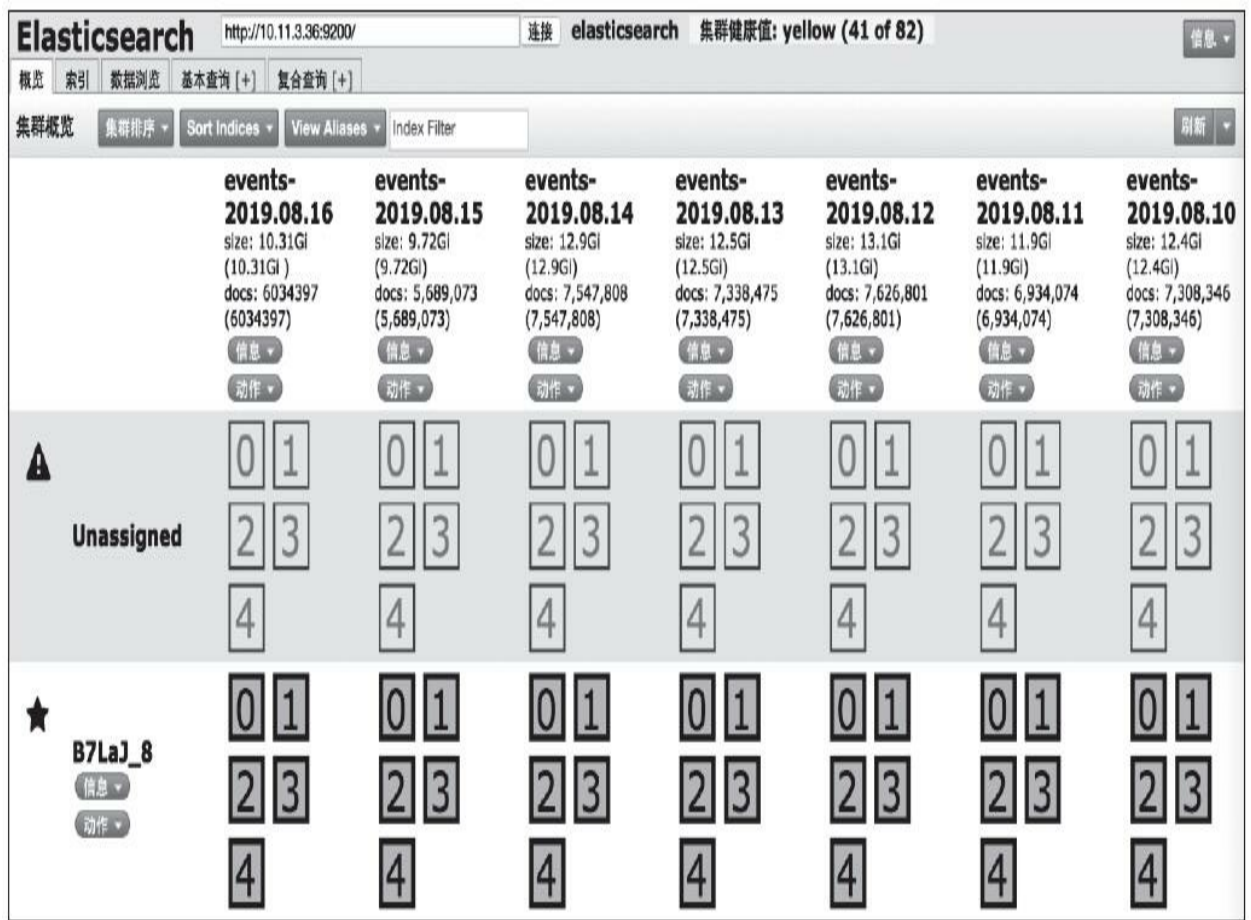 Elasticsearch http://10.11.3.36:9200/ 连接 elasticsearch 集群健康值: yellow (41 of 82) 信息
概览 索引 数据浏览 基本查询 [+] 复合查询 [+]
集群概览 集群排序 Sort Indices View Aliases Index Filter 刷新
events- events- events- events- events- events- events-
2019.08.16 2019.08.15 2019.08.14 2019.08.13 2019.08.12 2019.08.11 2019.08.10
size: 10.31Gi size: 9.72Gi size: 12.9Gi size: 12.5Gi size: 13.1Gi size: 11.9Gi size: 12.4Gi
(10.31Gi ) (9.72Gi) (12.9Gi) (12.5Gi) (13.1Gi) (11.9Gi) (12.4Gi)
docs: 6034397 docs: 5,689,073 docs: 7,547,808 docs: 7,338,475 docs: 7,626,801 docs: 6,934,074 docs: 7,308,346
(6034397) (5,689,073) (7,547,808) (7,338,475) (7,626,801) (6,934,074) (7,308,346)
信息 信息 信息 信息 信息 信息 信息
动作 动作 动作 动作 动作 动作 动作
0 1 0 1 0 1 0 1 0 1 0 1 0 1
Unassigned 2 3 2 3 2 3 2 3 2 3 2 3 2 3
4 4 4 4 4 4 4
0 1 0 1 0 1 0 1 0 1 0 1 0 1
B7LaJ_8
信息 2 3 2 3 2 3 2 3 2 3 2 3 2 3
动作
4 4 4 4 4 4 4